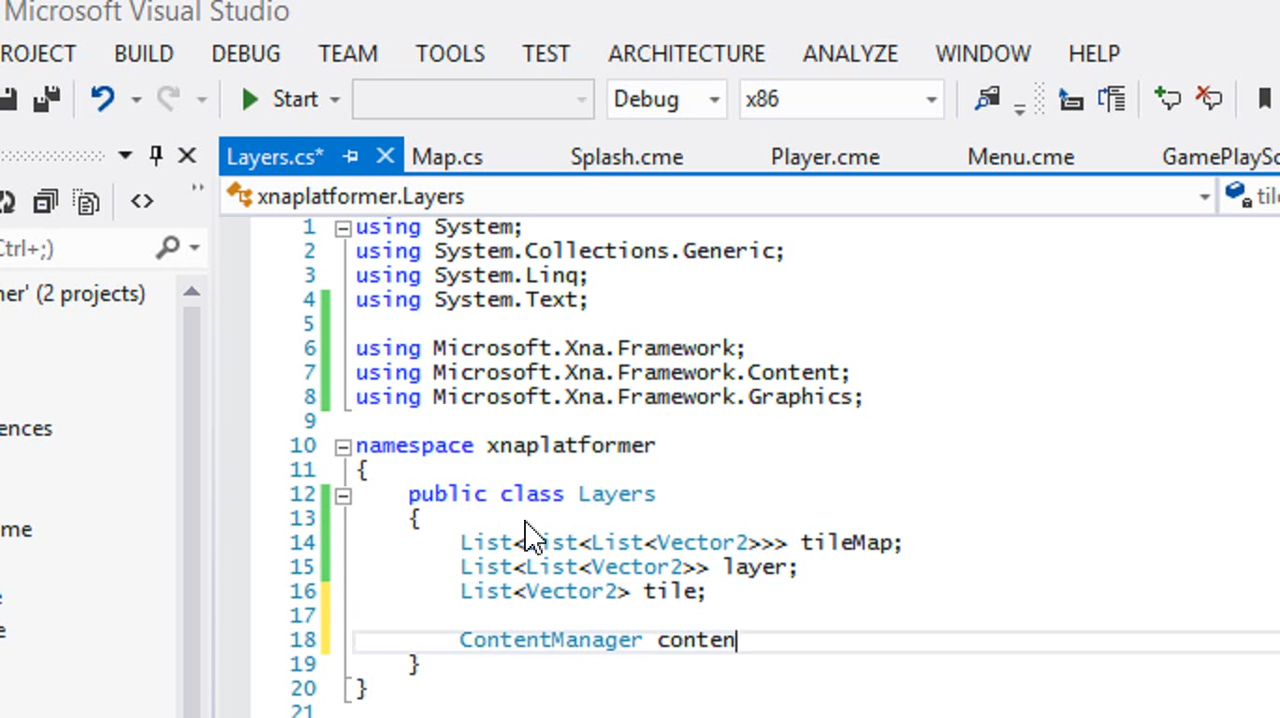 Microsoft Visual Studio
ROJECT BUILD DEBUG TEAM TOOLS TEST ARCHITECTURE ANALYZE WINDOW HELP
Start Debug x86
Layers.cs* Map.cs Splash.cme Player.cme Menu.cme GamePlaySc
xnaplatformer.Layers tile
Ctrl+;)
ner' (2 projects)
ences
me
e
1 using System;
2 using System.Collections.Generic;
3 using System.Linq;
4 using System.Text;
5
6 using Microsoft.Xna.Framework;
7 using Microsoft.Xna.Framework.Content;
8 using Microsoft.Xna.Framework.Graphics;
9
10 namespace xnaplatformer
11 {
12 public class Layers
13 {
14 List<List<List<Vector2>>> tileMap;
15 List<List<Vector2>> layer;
16 List<Vector2> tile;
17
18 ContentManager conten
19 }
20 }
21